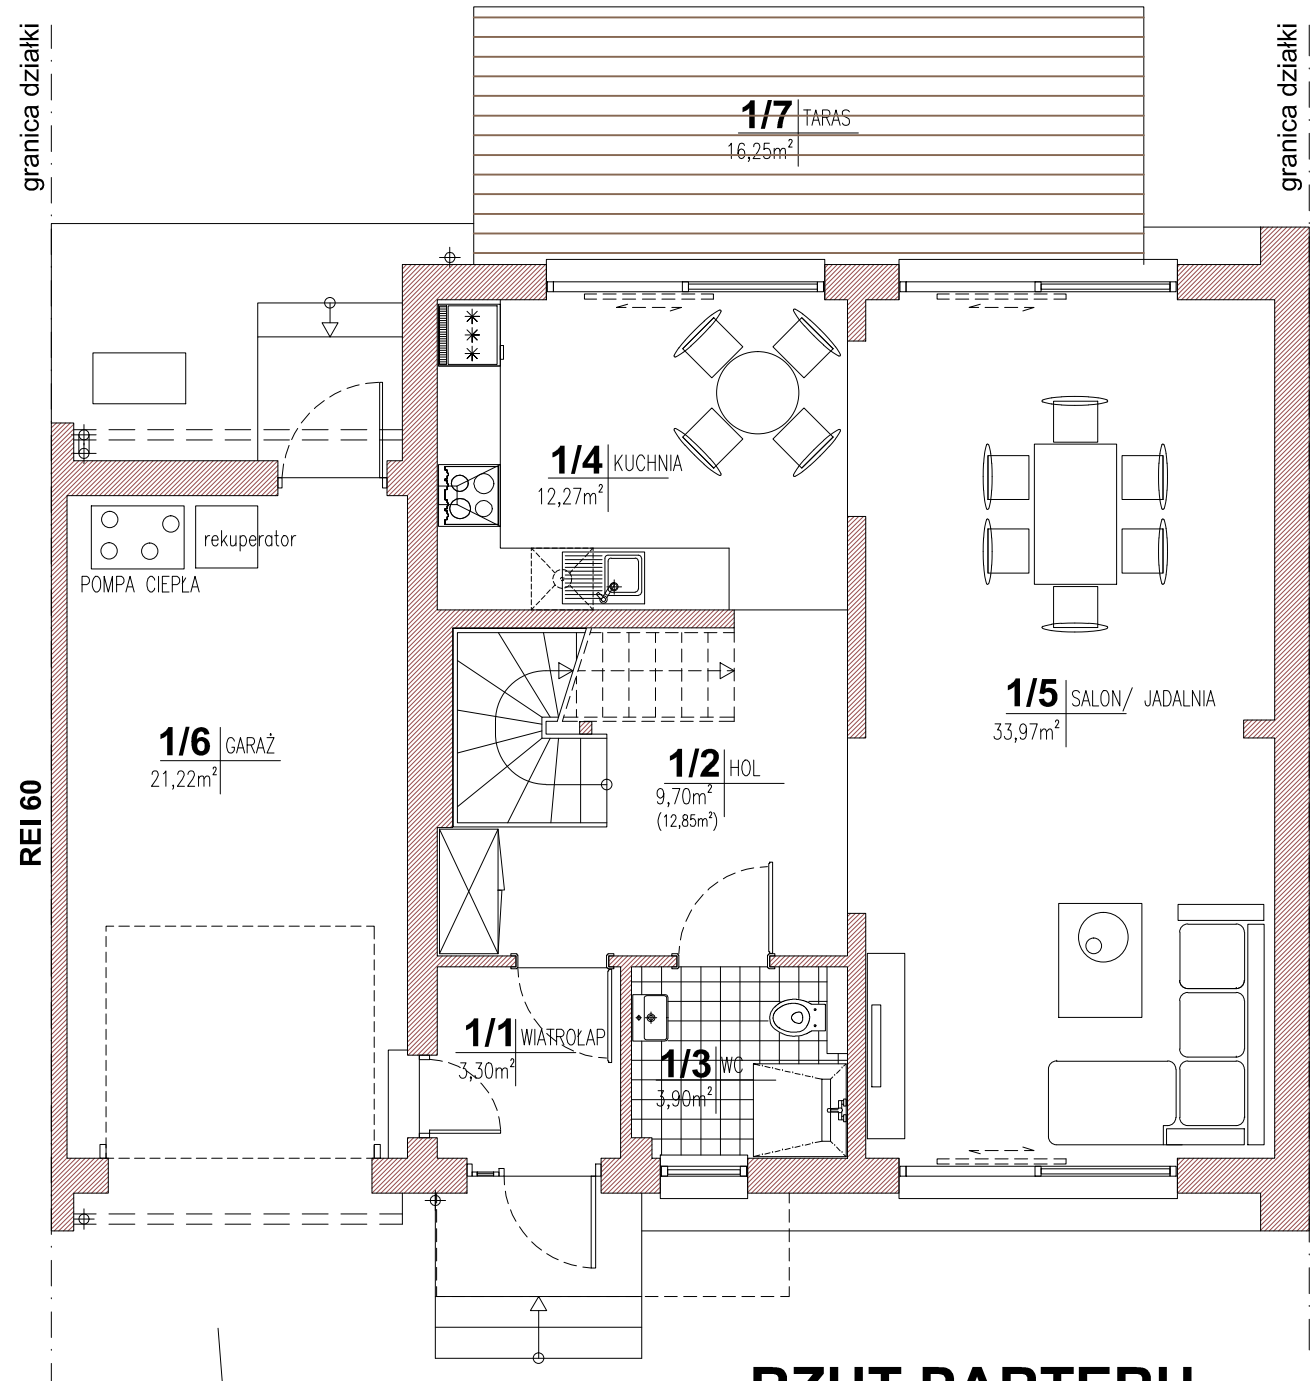 granica działki
granica działki
1/7 TARAS
16,25m²
1/4 KUCHNIA
12,27m²
rekuperator
POMPA CIEPŁA
1/5 SALON/ JADALNIA
33,97m²
1/6 GARAŻ
21,22m²
1/2 HOL
9,70m²
(12,85m²)
REI 60
1/1 WIATROŁAP
3,30m²
1/3 WC
3,90m²
RZUT PARTERU